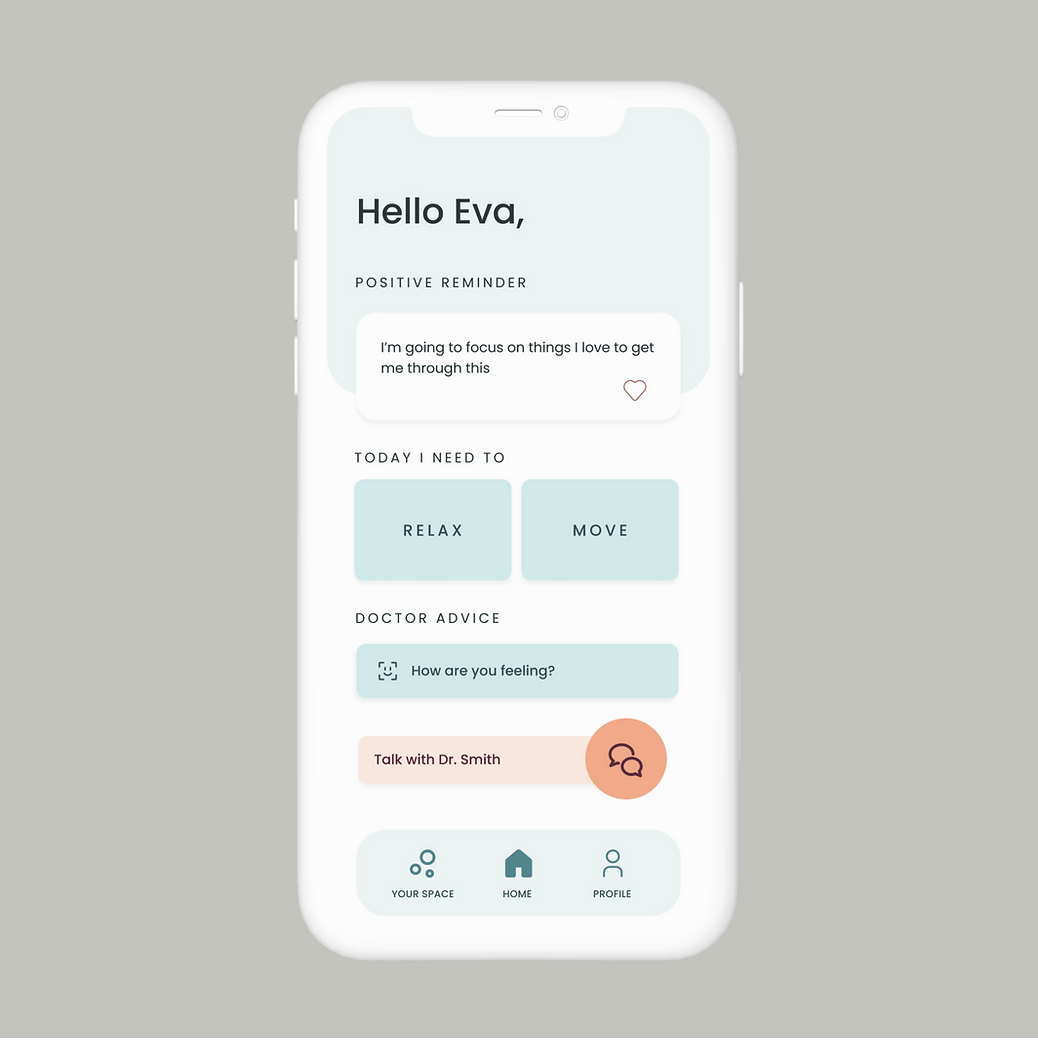 Hello Eva,
POSITIVE REMINDER
I'm going to focus on things I love to get
me through this
TODAY I NEED TO
RELAX
MOVE
DOCTOR ADVICE
How are you feeling?
Talk with Dr. Smith
YOUR SPACE
HOME
PROFILE